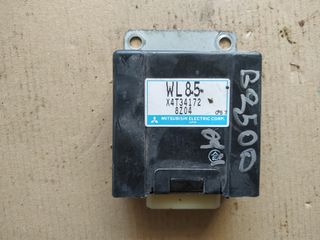 WL85
X4T34172
8Z04
MITSUBISHI ELECTRIC CORP.
B2500